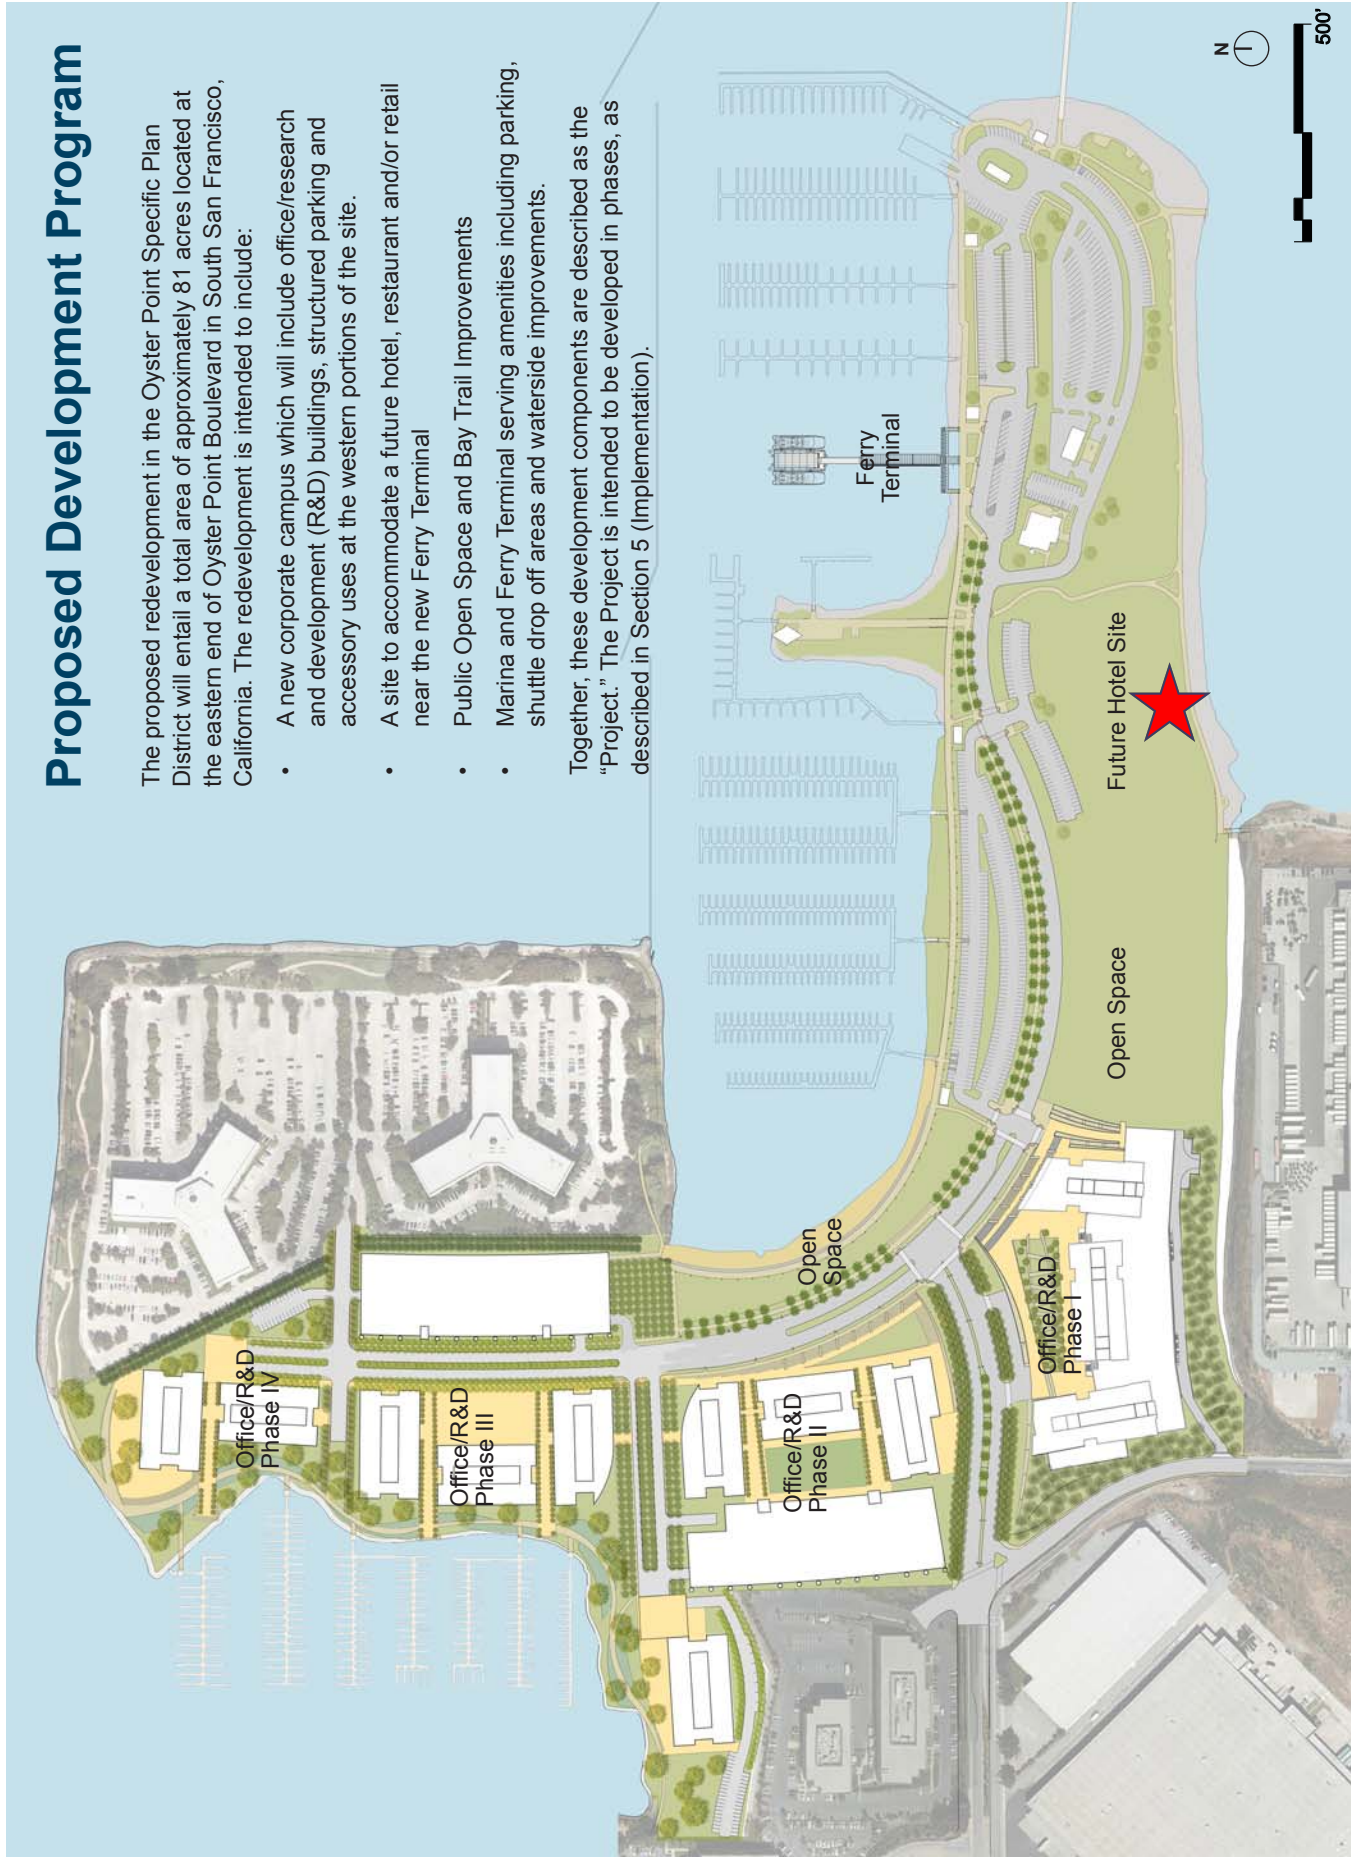 Proposed Development Program
The proposed redevelopment in the Oyster Point Specific Plan
District will entail a total area of approximately 81 acres located at
the eastern end of Oyster Point Boulevard in South San Francisco,
California. The redevelopment is intended to include:
• A new corporate campus which will include office/research
and development (R&D) buildings, structured parking and
accessory uses at the western portions of the site.
• A site to accommodate a future hotel, restaurant and/or retail
near the new Ferry Terminal
• Public Open Space and Bay Trail Improvements
• Marina and Ferry Terminal serving amenities including parking,
shuttle drop off areas and waterside improvements.
Together, these development components are described as the
“Project.” The Project is intended to be developed in phases, as
described in Section 5 (Implementation).
Office/R&D
Phase IV
Office/R&D
Phase III
Office/R&D
Phase II
Open
Space
Office/R&D
Phase I
Ferry
Terminal
Open Space
Future Hotel Site
N
500'